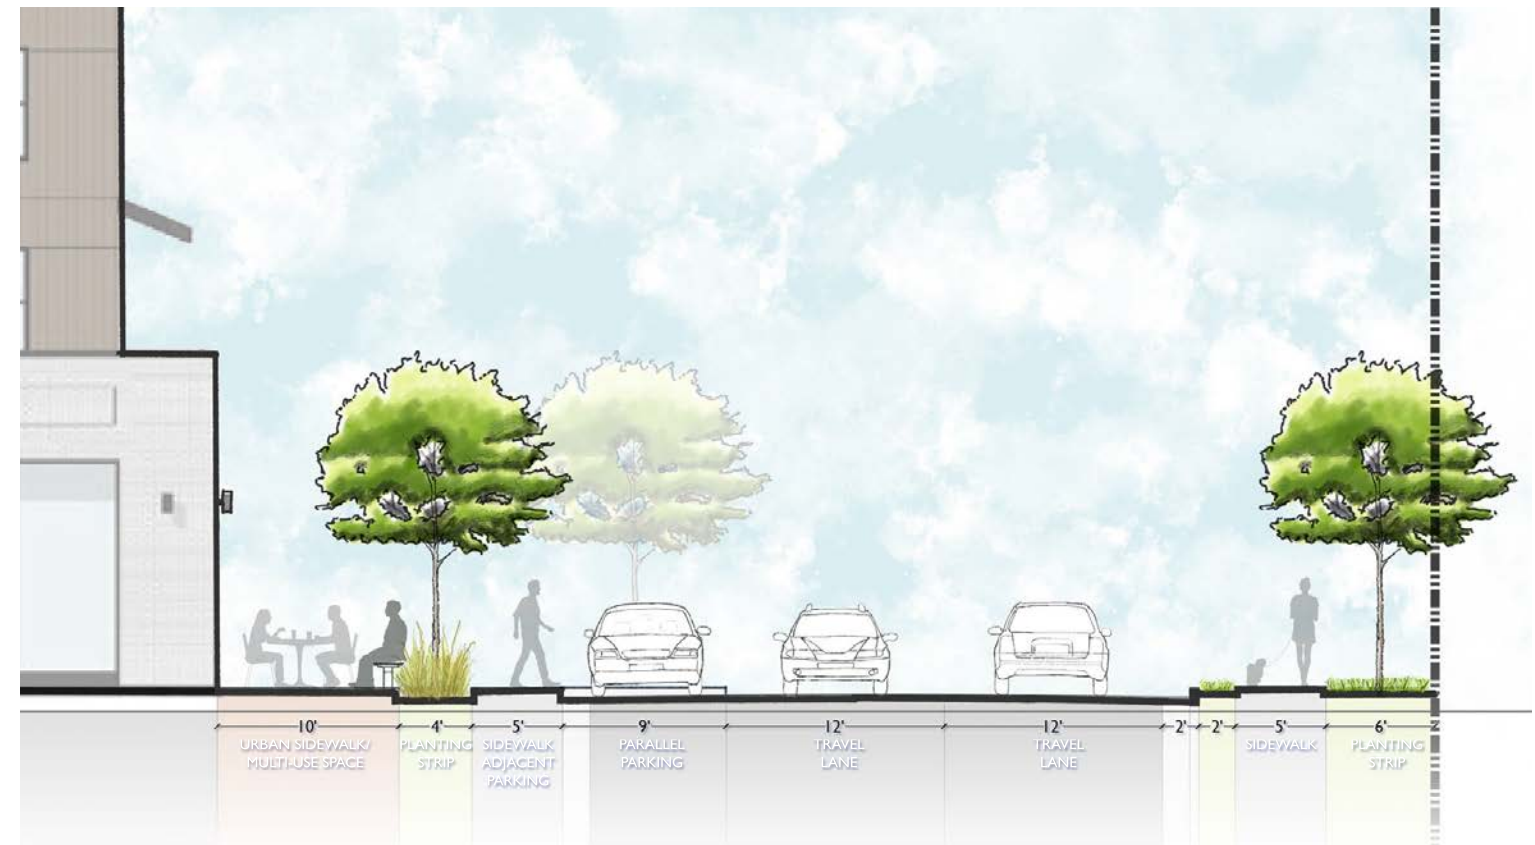 10' 4' 5' 9' 12' 12' 2' 2' 5' 6'
URBAN SIDEWALK/
MULTI-USE SPACE
PLANTING
STRIP
SIDEWALK
ADJACENT
PARKING
PARALLEL
PARKING
TRAVEL
LANE
TRAVEL
LANE
SIDEWALK
PLANTING
STRIP